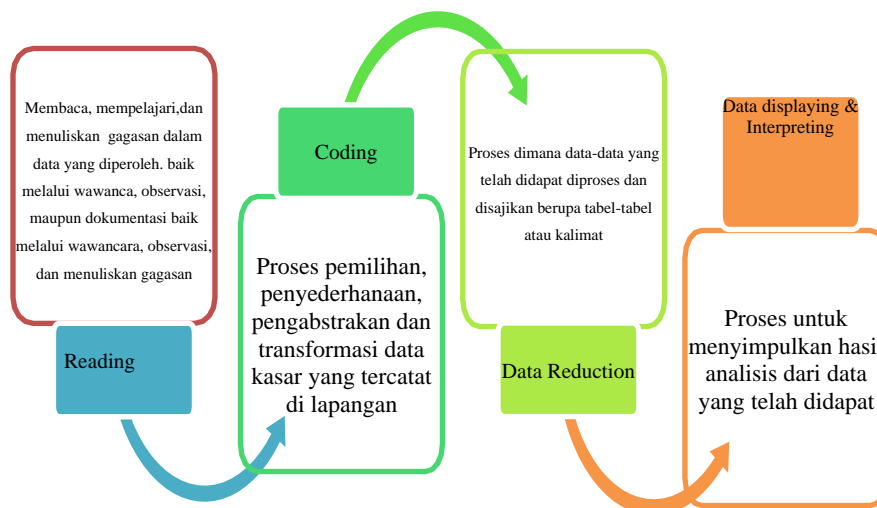 Membaca, mempelajari,dan
menuliskan gagasan dalam
data yang diperoleh. baik
melalui wawanca, observasi,
maupun dokumentasi baik
melalui wawancara, observasi,
dan menuliskan gagasan
Reading
Coding
Proses pemilihan,
penyederhanaan,
pengabstrakan dan
transformasi data
kasar yang tercatat
di lapangan
Proses dimana data-data yang
telah didapat diproses dan
disajikan berupa tabel-tabel
atau kalimat
Data Reduction
Data displaying &
Interpreting
Proses untuk
menyimpulkan hasi
analisis dari data
yang telah didapat